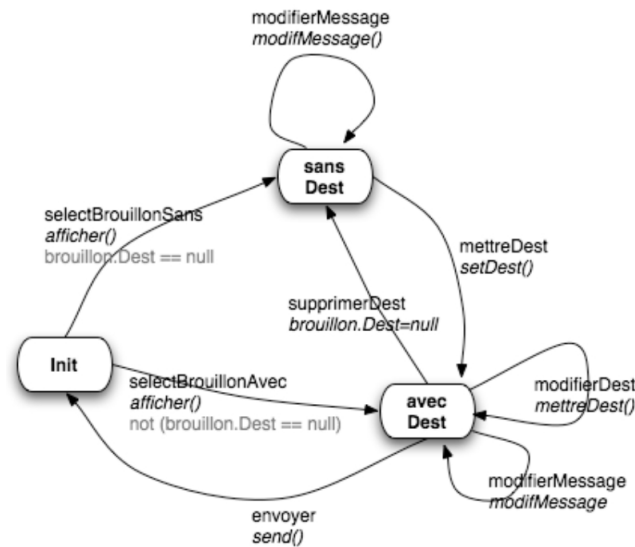 modifierMessage
modifMessage()
sans
Dest
selectBrouillonSans
afficher()
brouillon.Dest == null
mettreDest
setDest()
supprimerDest
brouillon.Dest=null
Init
selectBrouillonAvec
afficher()
not (brouillon.Dest == null)
avec
Dest
modifierDest
mettreDest()
modifierMessage
modifMessage
envoyer
send()